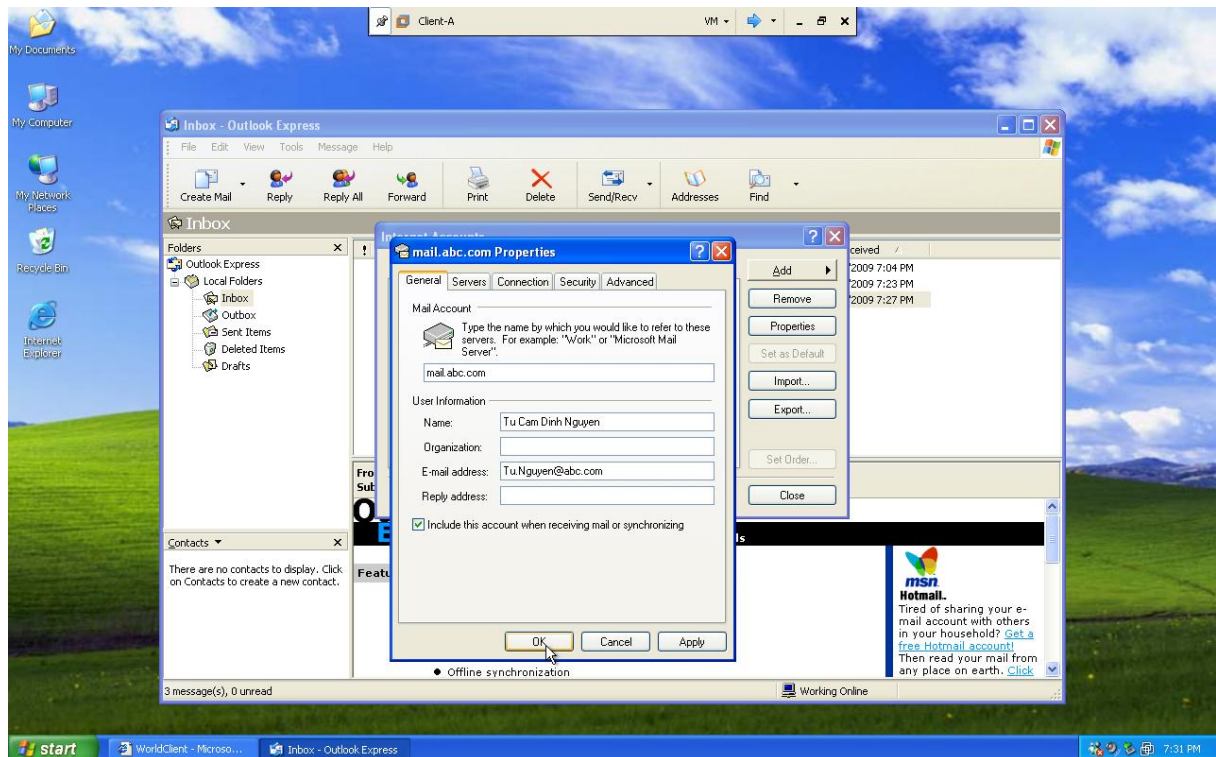 Client-A
VM
My Documents
My Computer
My Network
Places
Recycle Bin
Internet
Explorer
Inbox - Outlook Express
File Edit View Tools Message Help
Create Mail Reply Reply All Forward Print Delete Send/Recv Addresses Find
Inbox
Folders
Outlook Express
Local Folders
Inbox
Outbox
Sent Items
Deleted Items
Drafts
!
ceived
2009 7:04 PM
2009 7:23 PM
2009 7:27 PM
Internet Accounts
Add
Remove
Properties
Set as Default
Import...
Export...
Set Order...
Close
mail.abc.com Properties
General Servers Connection Security Advanced
Mail Account
Type the name by which you would like to refer to these
servers. For example: "Work" or "Microsoft Mail
Server".
mail.abc.com
User Information
Name: Tu Cam Dinh Nguyen
Organization:
E-mail address: Tu.Nguyen@abc.com
Reply address:
Include this account when receiving mail or synchronizing
OK Cancel Apply
Fro
Sub
O
E
ls
Featu
Offline synchronization
msn
Hotmail.
Tired of sharing your e-
mail account with others
in your household? Get a
free Hotmail account!
Then read your mail from
any place on earth. Click
Contacts
There are no contacts to display. Click
on Contacts to create a new contact.
3 message(s), 0 unread
Working Online
start
WorldClient - Microso...
Inbox - Outlook Express
7:31 PM